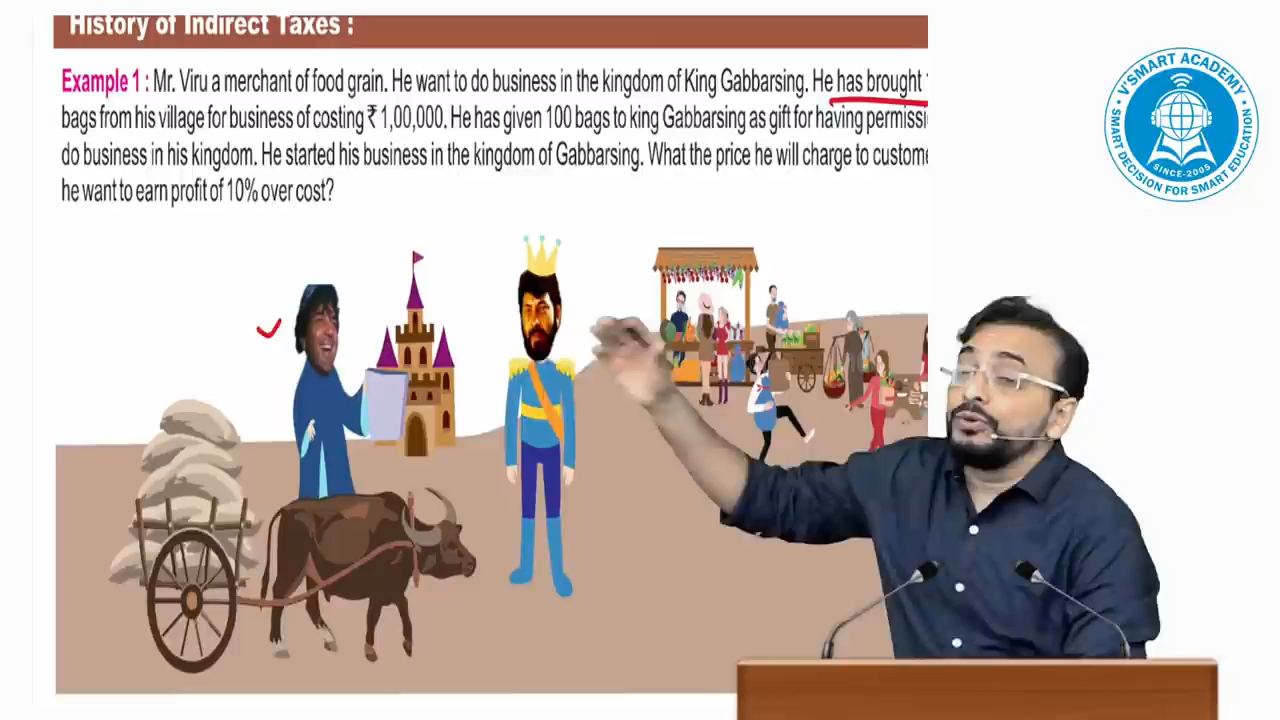 History of Indirect Taxes :
Example 1 : Mr. Viru a merchant of food grain. He want to do business in the kingdom of King Gabbarsing. He has brought
bags from his village for business of costing ₹ 1,00,000. He has given 100 bags to king Gabbarsing as gift for having
do business in his kingdom. He started his business in the kingdom of Gabbarsing. What the price he will charge to
he want to earn profit of 10% over cost?
V'SMART ACADEMY
SMART DECISION FOR SMART EDUCATION
SINCE-2005